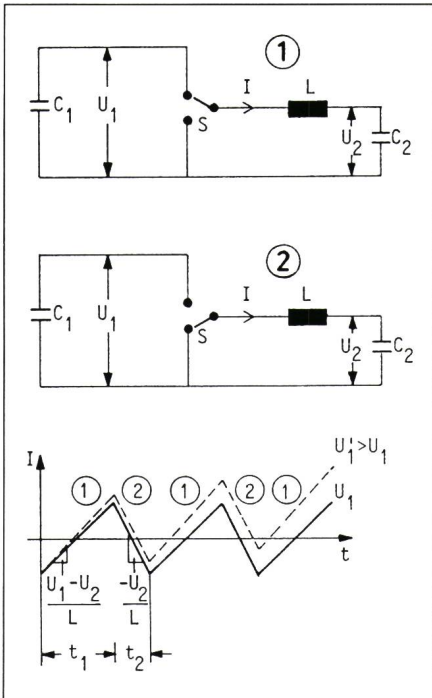 ①
I L
C₁ U₁ S U₂ C₂
②
I L
C₁ U₁ S U₂ C₂
I ① ② ① ② ① U₁'>U₁
U₁
t
U₁-U₂ -U₂
L L
t₁ t₂